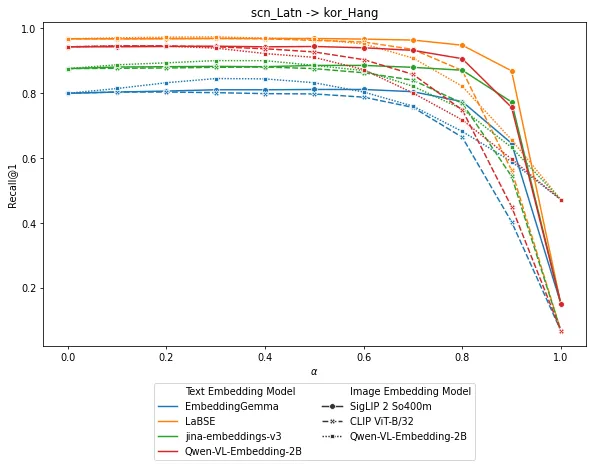 scn_Latn -> kor_Hang
Recall@1
1.0
0.8
0.6
0.4
0.2
0.0 0.2 0.4 0.6 0.8 1.0
α
Text Embedding Model
EmbeddingGemma
LaBSE
jina-embeddings-v3
Qwen-VL-Embedding-2B
Image Embedding Model
SigLIP 2 So400m
CLIP ViT-B/32
Qwen-VL-Embedding-2B